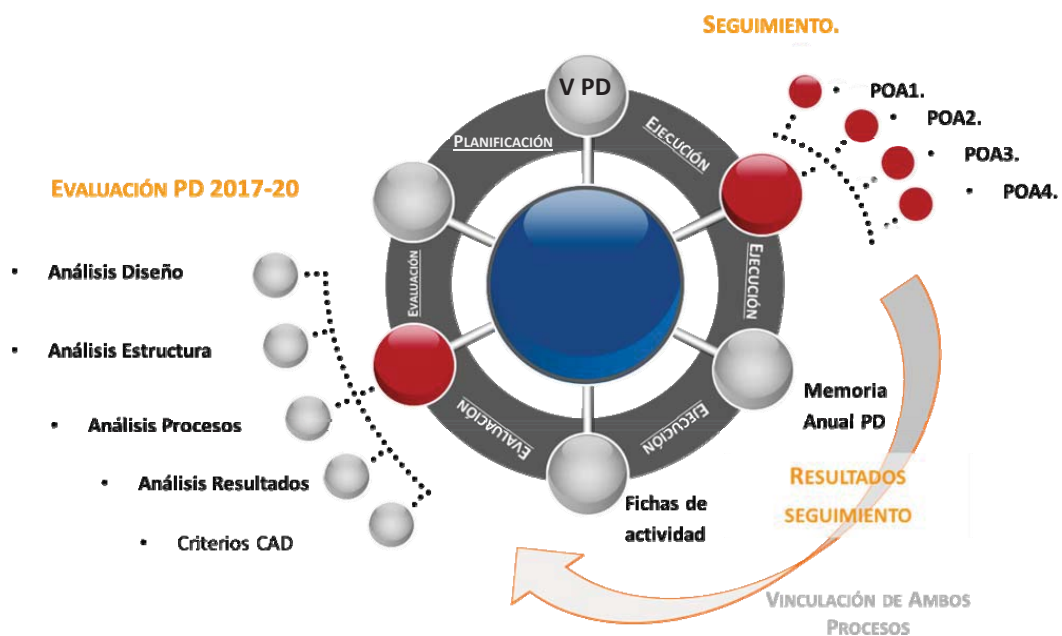 SEGUIMIENTO.
V PD
• POA1.
• POA2.
• POA3.
• POA4.
PLANIFICACIÓN
EJECUCIÓN
EVALUACIÓN PD 2017-20
• Análisis Diseño
• Análisis Estructura
• Análisis Procesos
• Análisis Resultados
• Criterios CAD
EVALUACIÓN
EJECUCIÓN
EVALUACIÓN
EJECUCIÓN
Memoria
Anual PD
Fichas de
actividad
RESULTADOS
SEGUIMIENTO
VINCULACIÓN DE AMBOS
PROCESOS